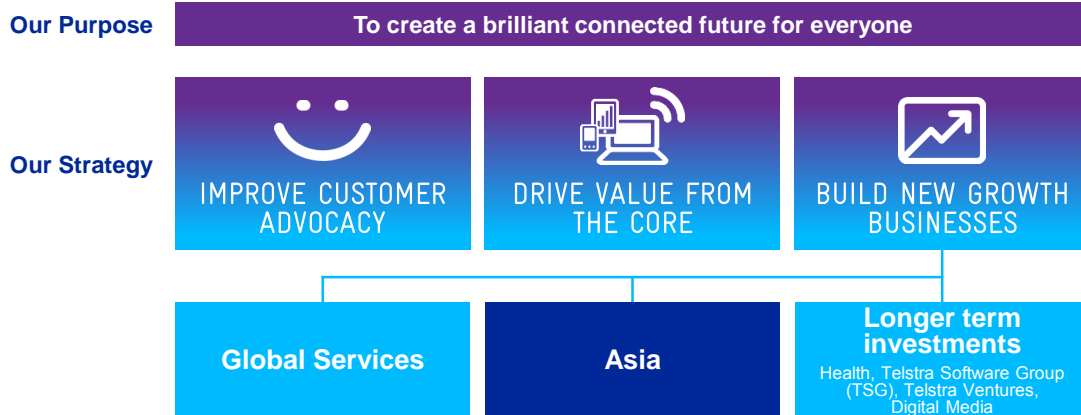 Our Purpose
To create a brilliant connected future for everyone
Our Strategy
IMPROVE CUSTOMER
ADVOCACY
DRIVE VALUE FROM
THE CORE
BUILD NEW GROWTH
BUSINESSES
Global Services
Asia
Longer term
investments
Health, Telstra Software Group
(TSG), Telstra Ventures,
Digital Media